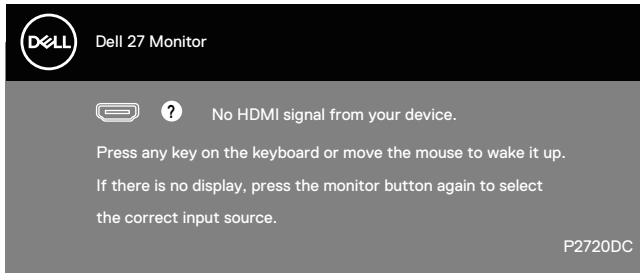 DELL
Dell 27 Monitor
? No HDMI signal from your device.
Press any key on the keyboard or move the mouse to wake it up.
If there is no display, press the monitor button again to select
the correct input source.
P2720DC